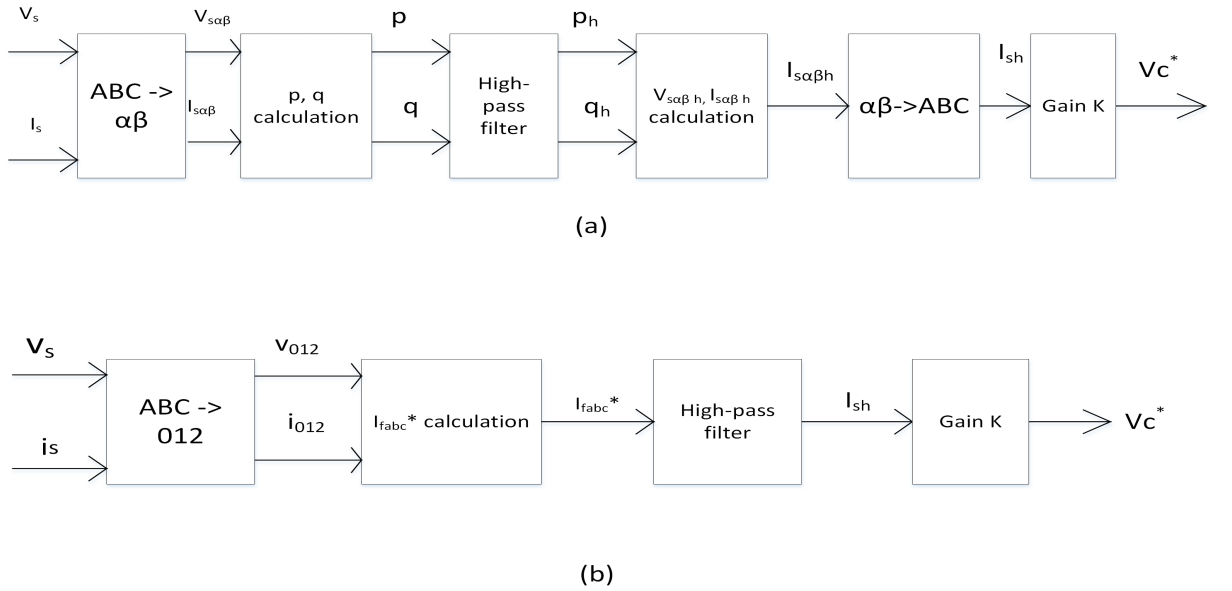 Vs
Vsαβ
p
ph
Ish
Vc*
ABC ->
αβ
p, q
calculation
High-
pass
filter
Vsαβ h, Isαβ h
calculation
Isαβh
αβ->ABC
Gain K
Is
Isαβ
q
qh
(a)
vs
v012
ABC ->
012
Ifabc* calculation
Ifabc*
High-pass
filter
Ish
Gain K
Vc*
is
i012
(b)